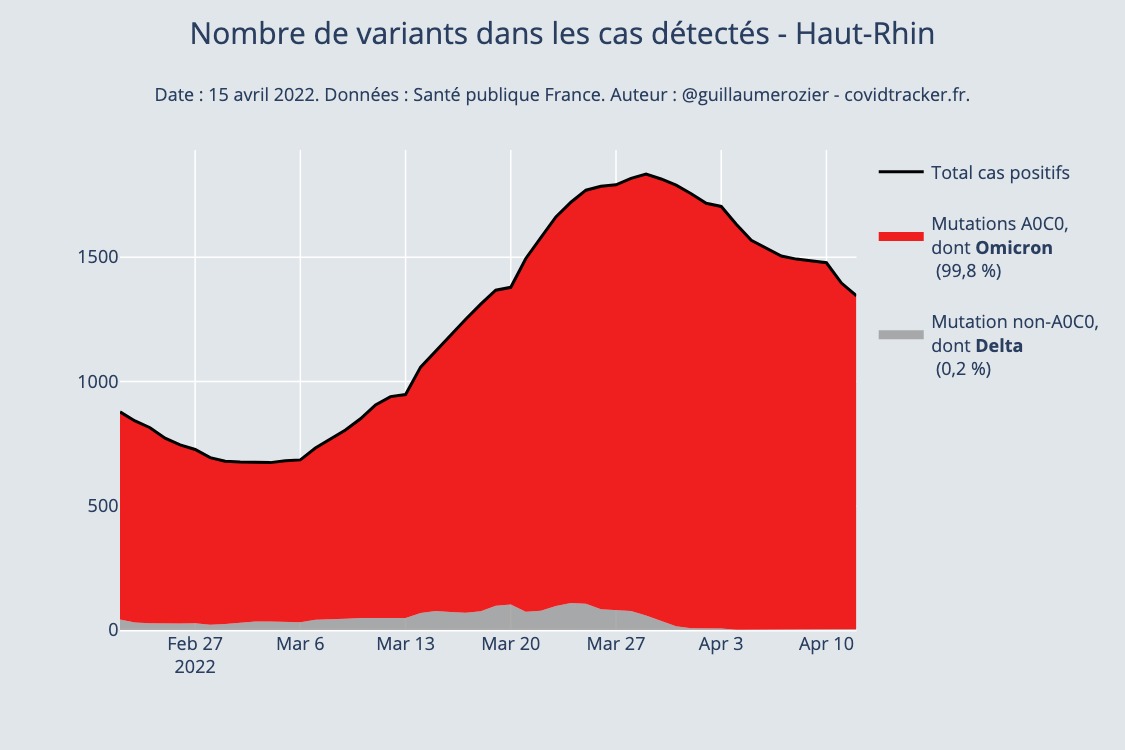 Nombre de variants dans les cas détectés - Haut-Rhin
Date : 15 avril 2022. Données : Santé publique France. Auteur : @guillaumerozier - covidtracker.fr.
Total cas positifs
Mutations A0C0,
dont Omicron
(99,8 %)
Mutation non-A0C0,
dont Delta
(0,2 %)
1500
1000
500
0
Feb 27 Mar 6 Mar 13 Mar 20 Mar 27 Apr 3 Apr 10
2022